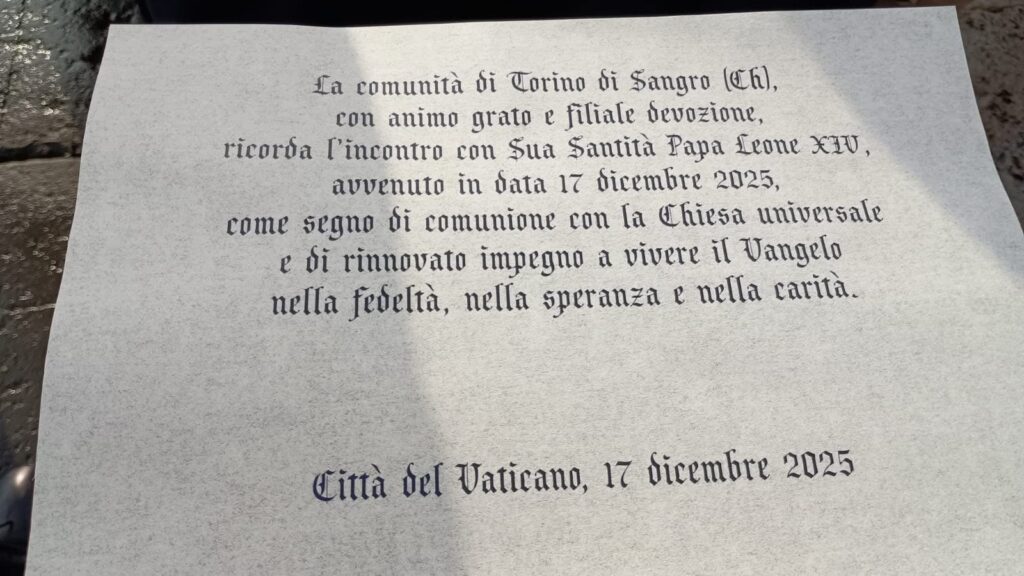 La comunità di Torino di Sangro (Ch),
con animo grato e filiale devozione,
ricorda l'incontro con Sua Santità Papa Leone XIV,
avvenuto in data 17 dicembre 2025,
come segno di comunione con la Chiesa universale
e di rinnovato impegno a vivere il Vangelo
nella fedeltà, nella speranza e nella carità.
Città del Vaticano, 17 dicembre 2025